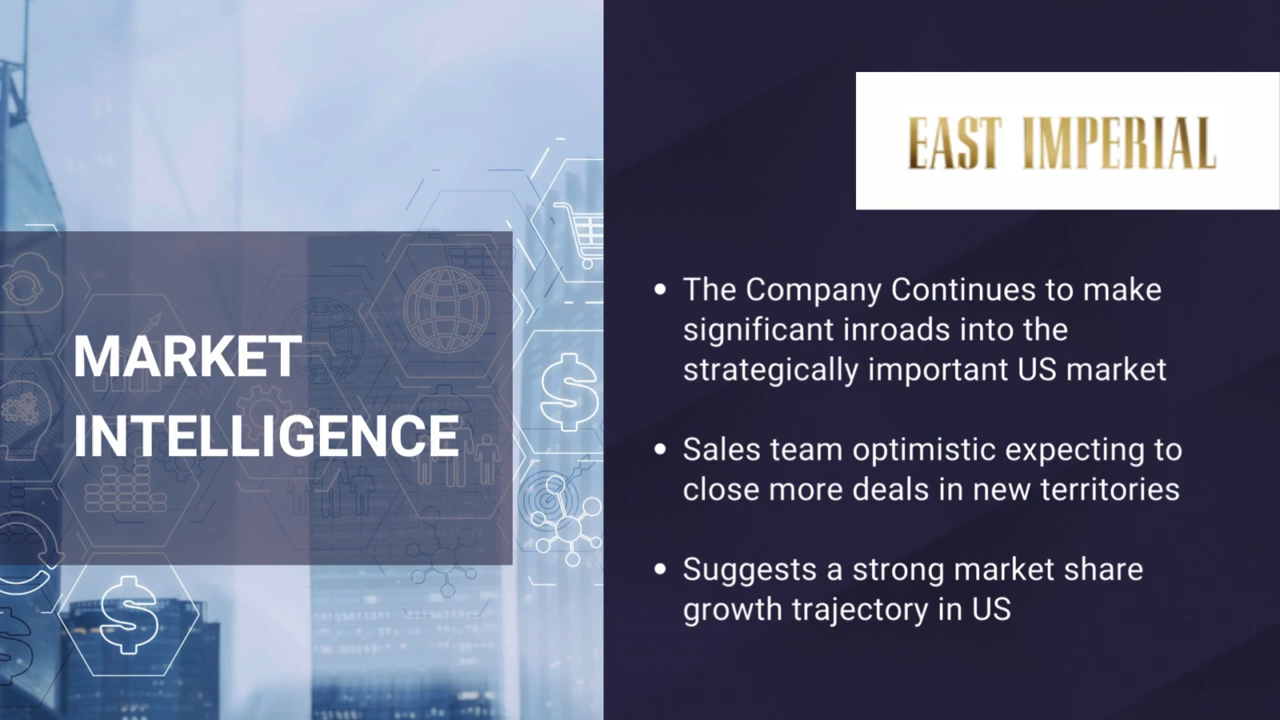 MARKET
INTELLIGENCE
EAST IMPERIAL
• The Company Continues to make
significant inroads into the
strategically important US market
• Sales team optimistic expecting to
close more deals in new territories
• Suggests a strong market share
growth trajectory in US